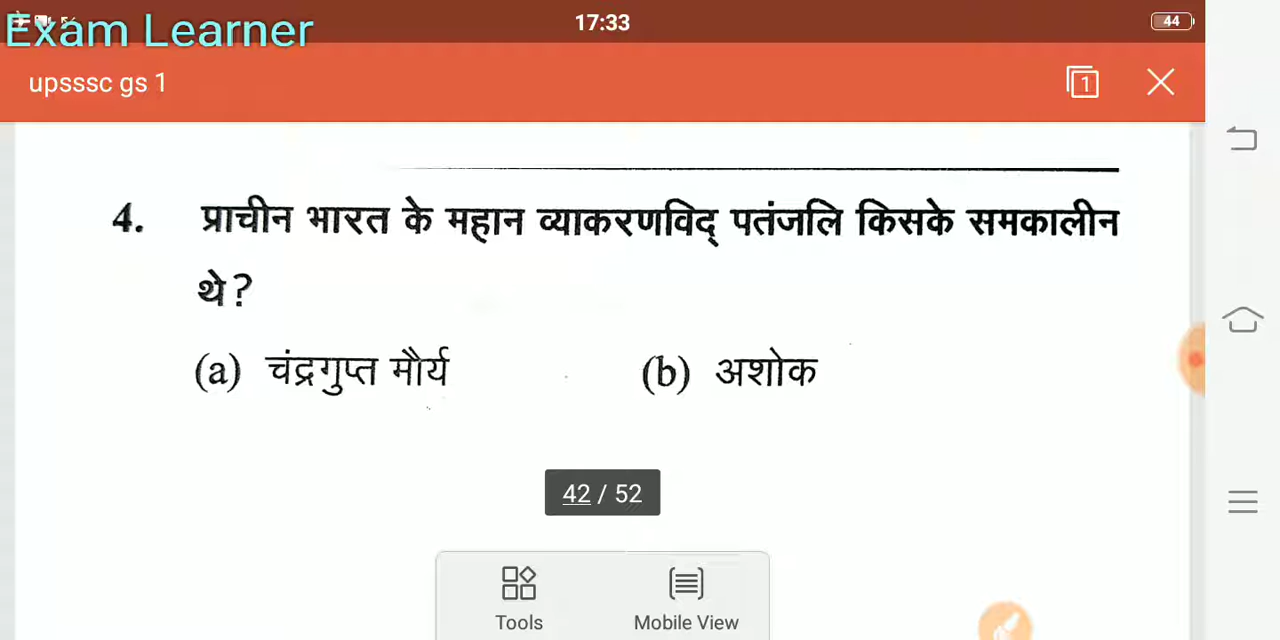 Exam Learner
17:33
44
upsssc gs 1
1
4. प्राचीन भारत के महान व्याकरणविद् पतंजलि किसके समकालीन
थे?
(a) चंद्रगुप्त मौर्य (b) अशोक
42 / 52
Tools Mobile View